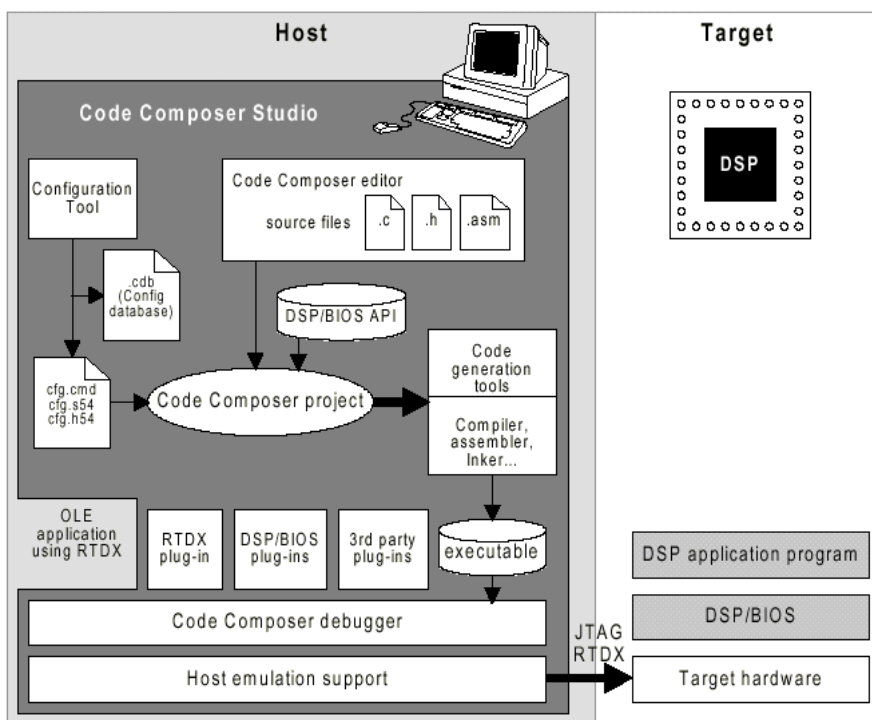 Host
Target
Code Composer Studio
DSP
Configuration
Tool
Code Composer editor
source files
.c
.h
.asm
.cdb
(Config
database)
DSP/BIOS API
cfg.cmd
cfg.s54
cfg.h54
Code Composer project
Code
generation
tools
Compiler,
assembler,
linker...
OLE
application
using RTDX
RTDX
plug-in
DSP/BIOS
plug-ins
3rd party
plug-ins
executable
DSP application program
Code Composer debugger
DSP/BIOS
JTAG
RTDX
Host emulation support
Target hardware